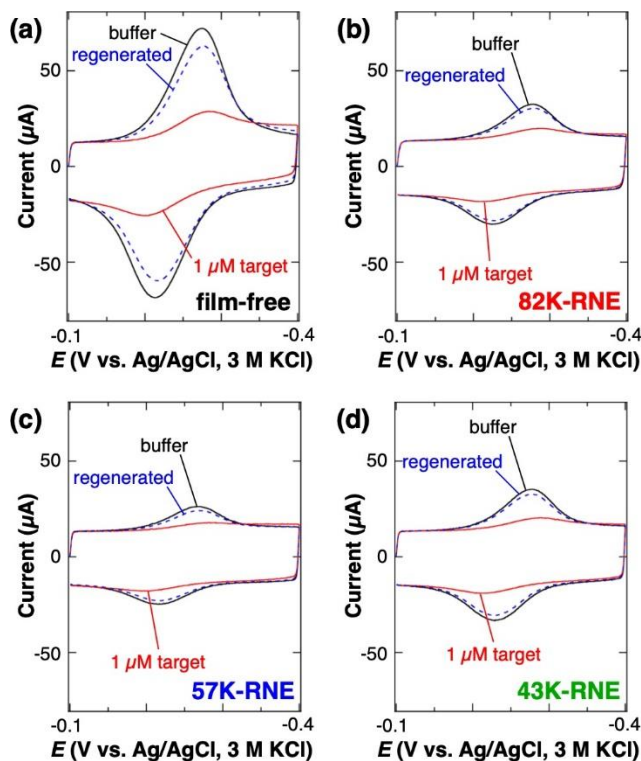 (a)
buffer
regenerated
50
0
-50
Current (µA)
1 µM target
film-free
-0.1
-0.4
E (V vs. Ag/AgCl, 3 M KCl)
(b)
buffer
regenerated
50
0
-50
Current (µA)
1 µM target
82K-RNE
-0.1
-0.4
E (V vs. Ag/AgCl, 3 M KCl)
(c)
buffer
regenerated
50
0
-50
Current (µA)
1 µM target
57K-RNE
-0.1
-0.4
E (V vs. Ag/AgCl, 3 M KCl)
(d)
buffer
regenerated
50
0
-50
Current (µA)
1 µM target
43K-RNE
-0.1
-0.4
E (V vs. Ag/AgCl, 3 M KCl)